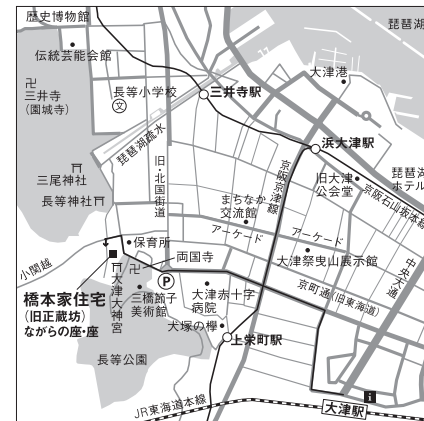 歴史博物館
琵琶湖
伝統芸能会館
大津港
卍
三井寺
(園城寺)
長等小学校
文
三井寺駅
琵琶湖疏水
浜大津駅
三尾神社
長等神社
旧・北国街道
京阪京津線
旧大津
公会堂
琵琶湖
ホテル
京阪石山坂本線
まちなか
交流館
アーケード
アーケード
大津祭曳山展示館
中央大通
小関越
保育所
両国寺
卍
P
京町通(旧東海道)
橋本家住宅
(旧正蔵坊)
ながらの座・座
大津大神宮
三橋節子
美術館
大津赤十字
病院
犬塚の欅
上栄町駅
長等公園
i
JR東海道本線
大津駅